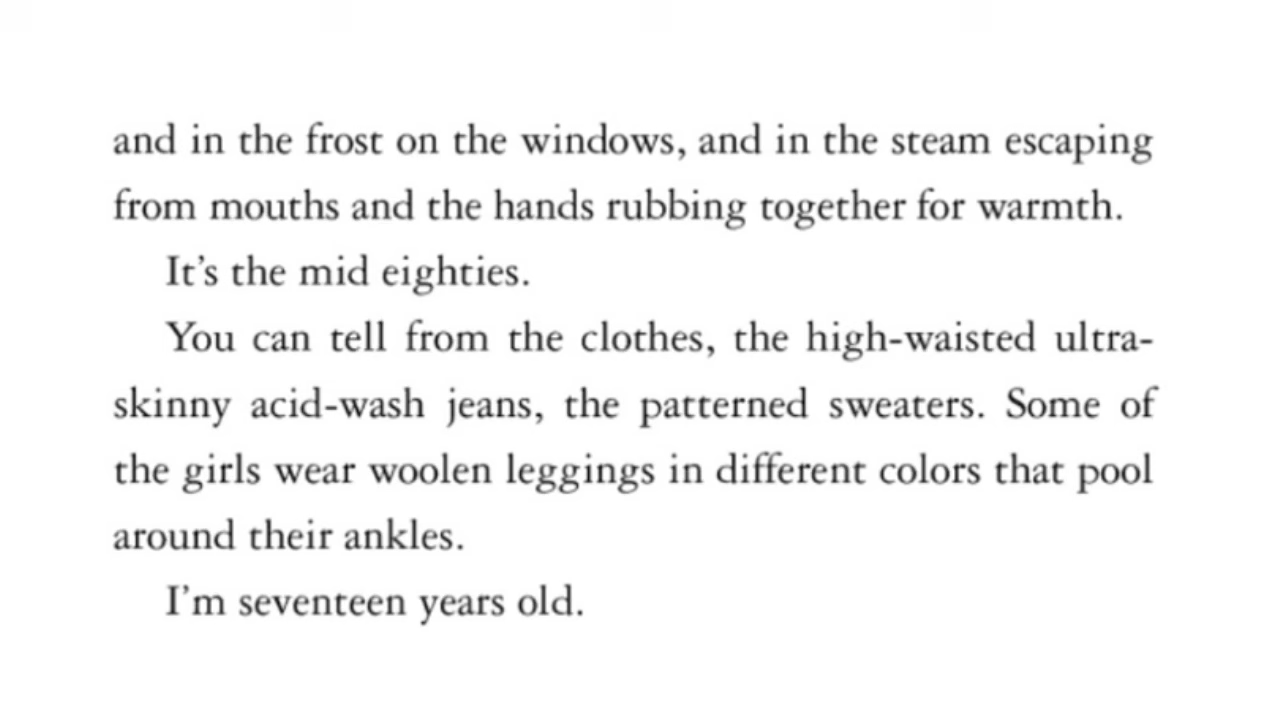 and in the frost on the windows, and in the steam escaping
from mouths and the hands rubbing together for warmth.
It’s the mid eighties.
You can tell from the clothes, the high-waisted ultra-
skinny acid-wash jeans, the patterned sweaters. Some of
the girls wear woolen leggings in different colors that pool
around their ankles.
I’m seventeen years old.